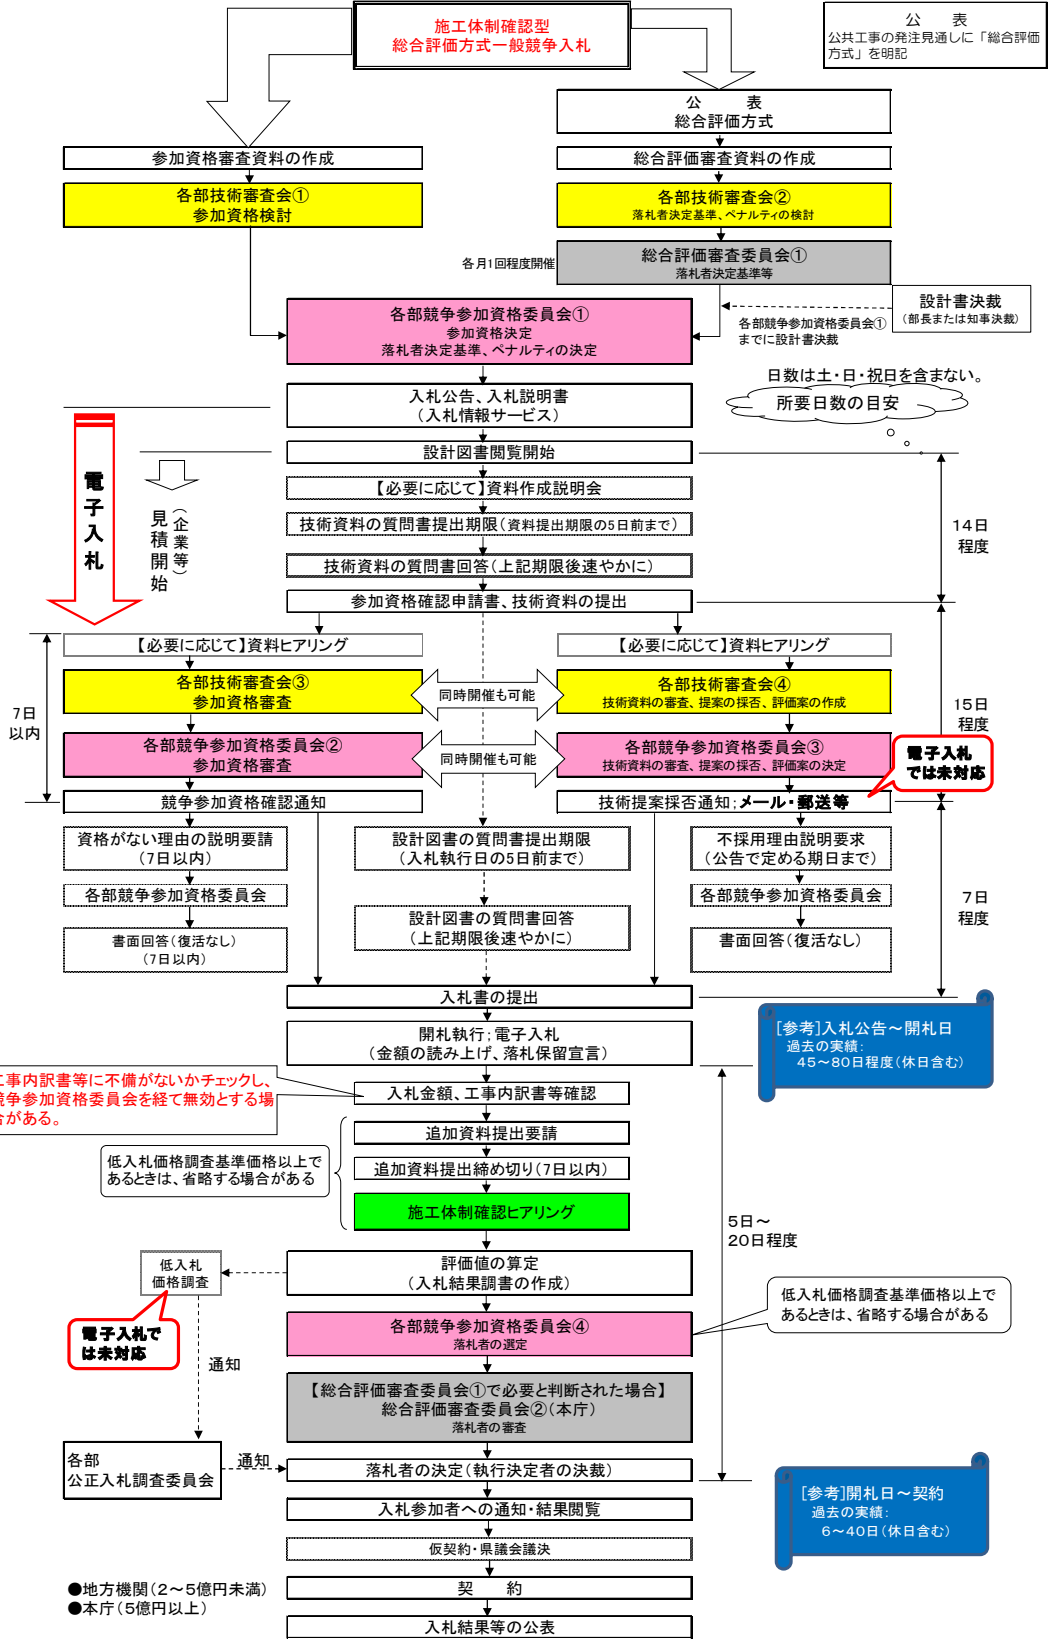 施工体制確認型
総合評価方式一般競争入札
公　　表
公共工事の発注見通しに「総合評価
方式」を明記
公　　　表
総合評価方式
参加資格審査資料の作成
総合評価審査資料の作成
各部技術審査会①
参加資格検討
各部技術審査会②
落札者決定基準、ペナルティの検討
各月1回程度開催
総合評価審査委員会①
落札者決定基準等
設計書決裁
（部長または知事決裁）
各部競争参加資格委員会①
までに設計書決裁
各部競争参加資格委員会①
参加資格決定
落札者決定基準、ペナルティの決定
日数は土・日・祝日を含まない。
所要日数の目安
入札公告、入札説明書
（入札情報サービス）
設計図書閲覧開始
電子入札
（企業等）
見積開始
【必要に応じて】資料作成説明会
技術資料の質問書提出期限（資料提出期限の5日前まで）
技術資料の質問書回答（上記期限後速やかに）
参加資格確認申請書、技術資料の提出
14日
程度
【必要に応じて】資料ヒアリング
【必要に応じて】資料ヒアリング
各部技術審査会③
参加資格審査
同時開催も可能
各部技術審査会④
技術資料の審査、提案の採否、評価案の作成
7日
以内
15日
程度
各部競争参加資格委員会②
参加資格審査
同時開催も可能
各部競争参加資格委員会③
技術資料の審査、提案の採否、評価案の決定
電子入札
では未対応
競争参加資格確認通知
技術提案採否通知；メール・郵送等
資格がない理由の説明要請
（7日以内）
設計図書の質問書提出期限
（入札執行日の5日前まで）
不採用理由説明要求
（公告で定める期日まで）
各部競争参加資格委員会
各部競争参加資格委員会
7日
程度
書面回答（復活なし）
（7日以内）
設計図書の質問書回答
（上記期限後速やかに）
書面回答（復活なし）
入札書の提出
開札執行；電子入札
（金額の読み上げ、落札保留宣言）
[参考]入札公告～開札日
過去の実績：
45～80日程度（休日含む）
工事内訳書等に不備がないかチェックし、
競争参加資格委員会を経て無効とする場
合がある。
入札金額、工事内訳書等確認
追加資料提出要請
低入札価格調査基準価格以上で
あるときは、省略する場合がある
追加資料提出締め切り（7日以内）
施工体制確認ヒアリング
5日～
20日程度
低入札
価格調査
評価値の算定
（入札結果調書の作成）
低入札価格調査基準価格以上で
あるときは、省略する場合がある
電子入札で
は未対応
各部競争参加資格委員会④
落札者の選定
通知
【総合評価審査委員会①で必要と判断された場合】
総合評価審査委員会②（本庁）
落札者の審査
各部
公正入札調査委員会
通知
落札者の決定（執行決定者の決裁）
入札参加者への通知・結果閲覧
[参考]開札日～契約
過去の実績：
6～40日（休日含む）
仮契約・県議会議決
●地方機関（2～5億円未満）
●本庁（5億円以上）
契　　約
入札結果等の公表